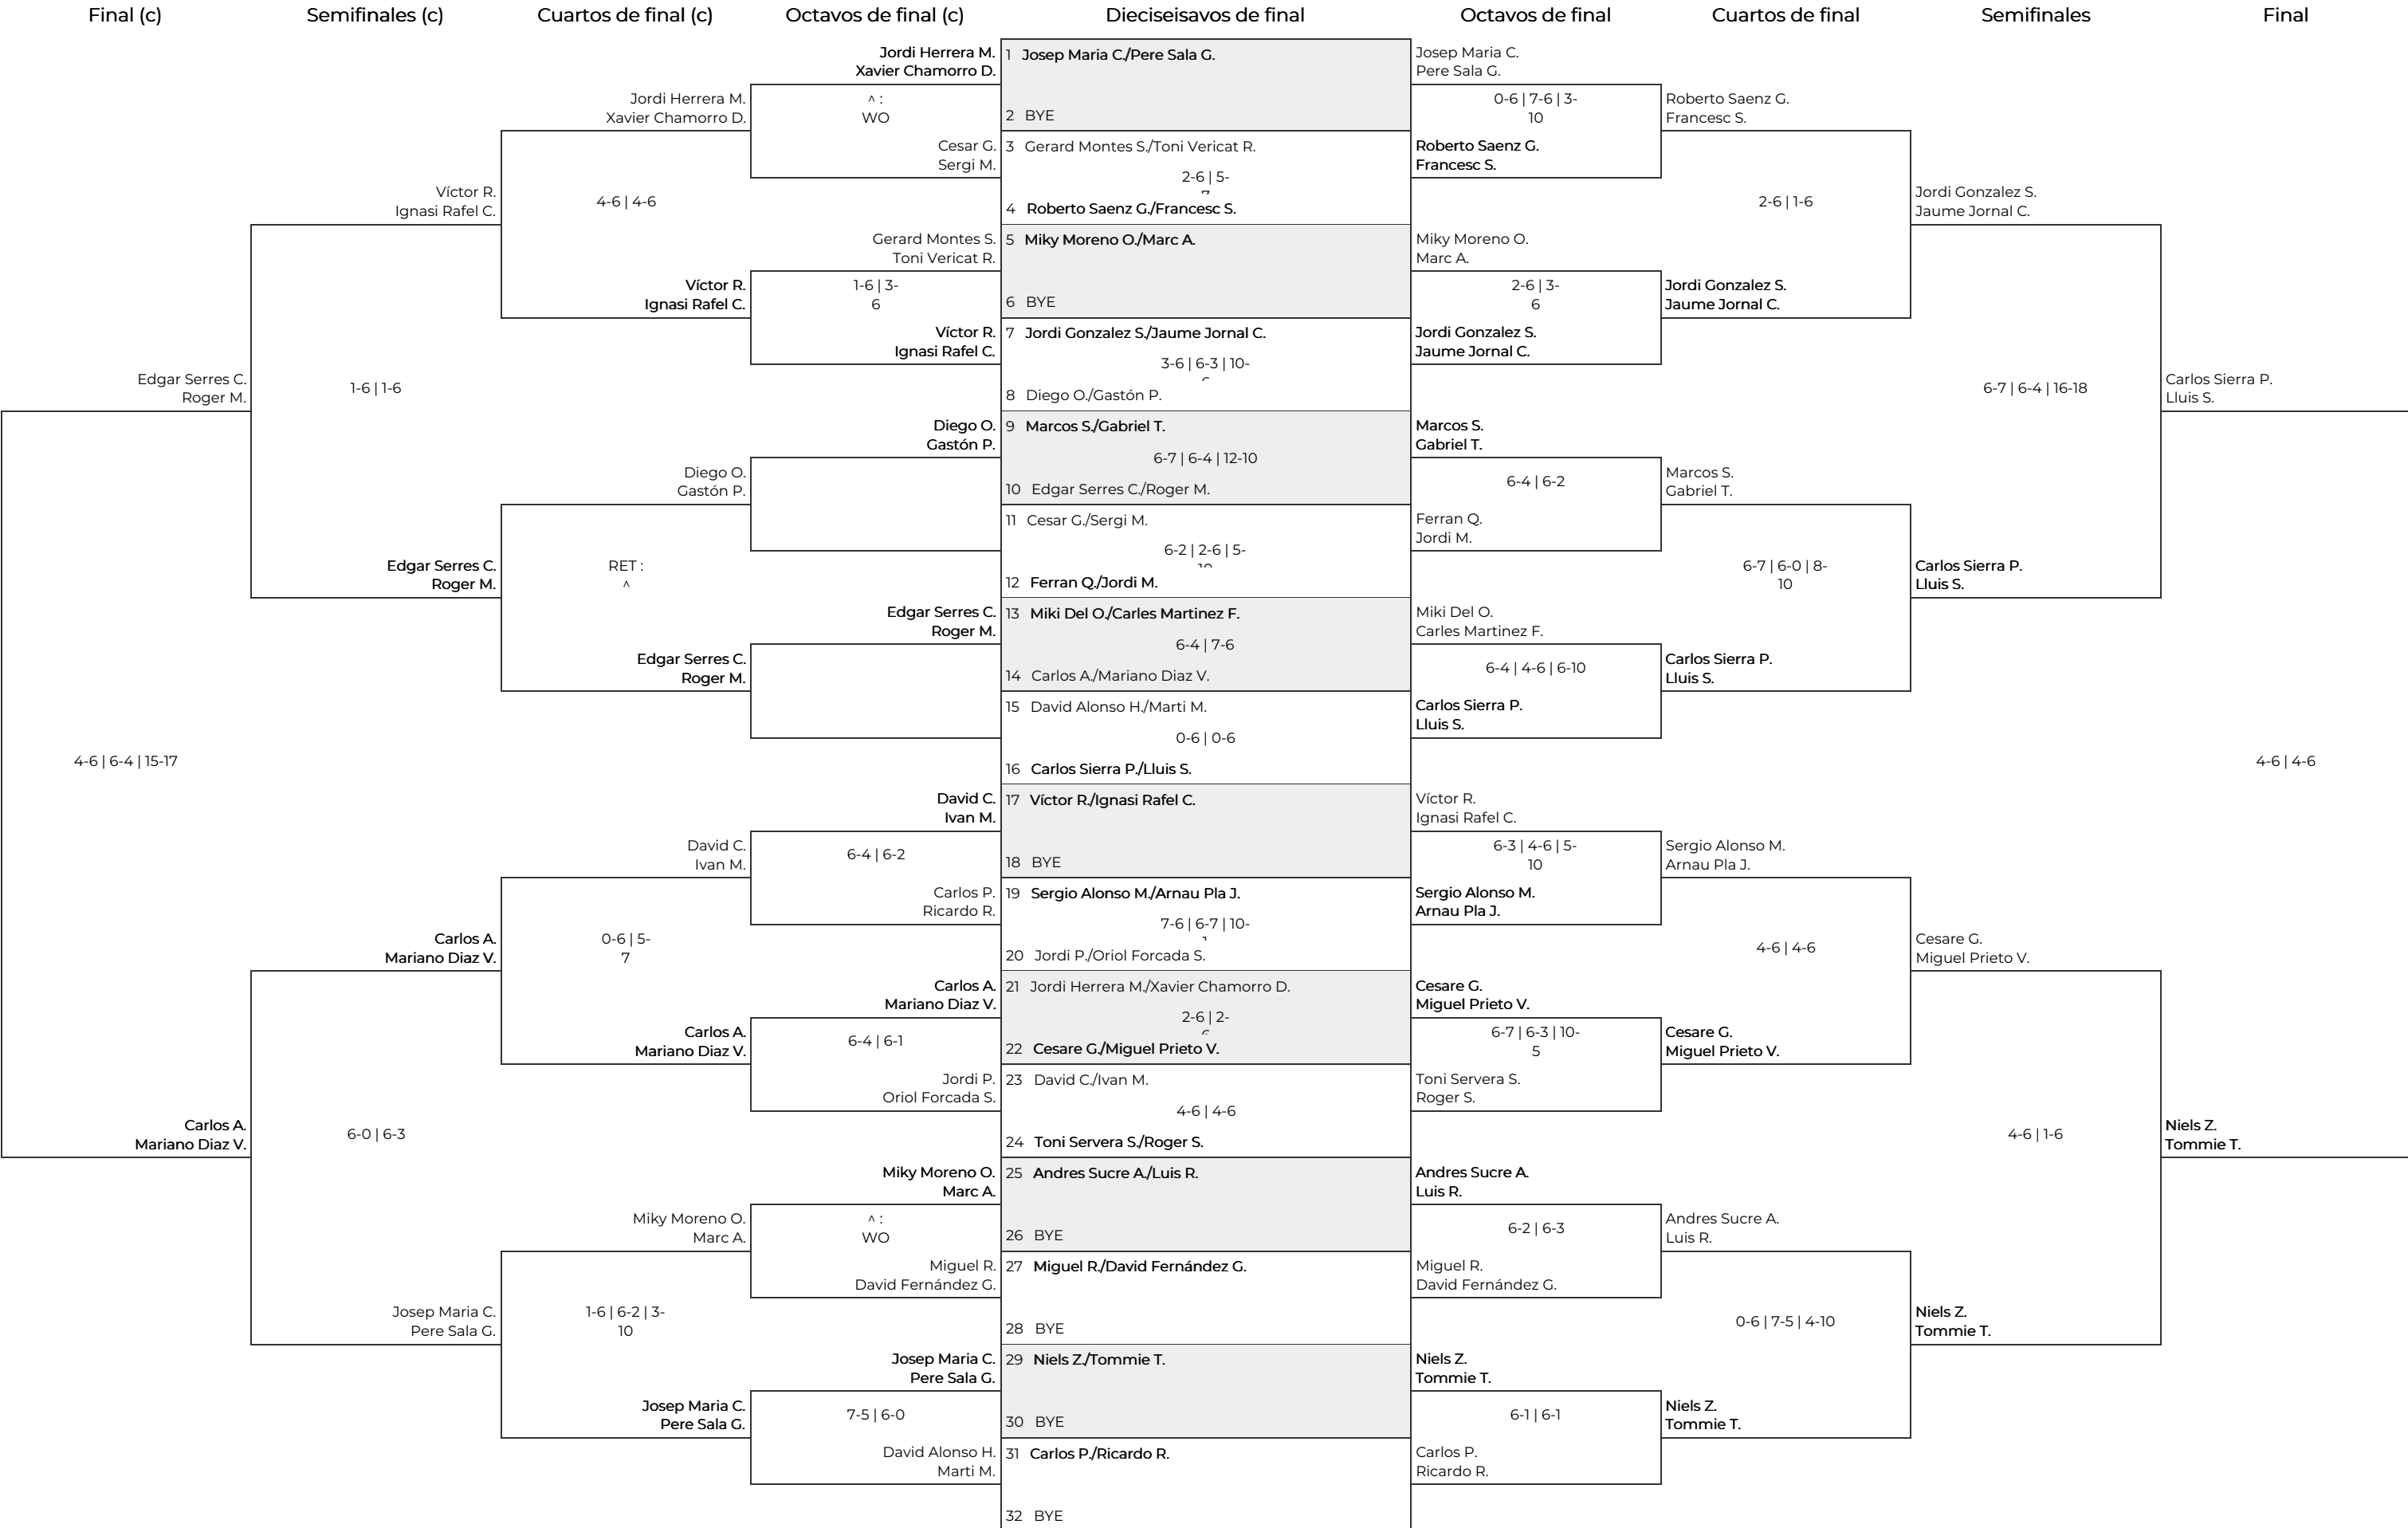 Final (c)
Semifinales (c)
Cuartos de final (c)
Octavos de final (c)
Dieciseisavos de final
Octavos de final
Cuartos de final
Semifinales
Final
Edgar Serres C.
Roger M.
4-6 | 6-4 | 15-17
Carlos A.
Mariano Diaz V.
Víctor R.
Ignasi Rafel C.
1-6 | 1-6
Edgar Serres C.
Roger M.
Carlos A.
Mariano Diaz V.
6-0 | 6-3
Josep Maria C.
Pere Sala G.
Jordi Herrera M.
Xavier Chamorro D.
4-6 | 4-6
Víctor R.
Ignasi Rafel C.
Diego O.
Gastón P.
RET :
^
Edgar Serres C.
Roger M.
David C.
Ivan M.
0-6 | 5-
7
Carlos A.
Mariano Diaz V.
Miky Moreno O.
Marc A.
1-6 | 6-2 | 3-
10
Josep Maria C.
Pere Sala G.
Jordi Herrera M.
Xavier Chamorro D.
^ :
WO
Cesar G.
Sergi M.
Gerard Montes S.
Toni Vericat R.
1-6 | 3-
6
Víctor R.
Ignasi Rafel C.
Diego O.
Gastón P.
Edgar Serres C.
Roger M.
David C.
Ivan M.
6-4 | 6-2
Carlos P.
Ricardo R.
Carlos A.
Mariano Diaz V.
6-4 | 6-1
Jordi P.
Oriol Forcada S.
Miky Moreno O.
Marc A.
^ :
WO
Miguel R.
David Fernández G.
Josep Maria C.
Pere Sala G.
7-5 | 6-0
David Alonso H.
Marti M.
1 Josep Maria C./Pere Sala G.
2 BYE
3 Gerard Montes S./Toni Vericat R.
2-6 | 5-
4 Roberto Saenz G./Francesc S.
5 Miky Moreno O./Marc A.
6 BYE
7 Jordi Gonzalez S./Jaume Jornal C.
3-6 | 6-3 | 10-
8 Diego O./Gastón P.
9 Marcos S./Gabriel T.
6-7 | 6-4 | 12-10
10 Edgar Serres C./Roger M.
11 Cesar G./Sergi M.
6-2 | 2-6 | 5-
12 Ferran Q./Jordi M.
13 Miki Del O./Carles Martinez F.
6-4 | 7-6
14 Carlos A./Mariano Diaz V.
15 David Alonso H./Marti M.
0-6 | 0-6
16 Carlos Sierra P./Lluis S.
17 Víctor R./Ignasi Rafel C.
18 BYE
19 Sergio Alonso M./Arnau Pla J.
7-6 | 6-7 | 10-
20 Jordi P./Oriol Forcada S.
21 Jordi Herrera M./Xavier Chamorro D.
2-6 | 2-
22 Cesare G./Miguel Prieto V.
23 David C./Ivan M.
4-6 | 4-6
24 Toni Servera S./Roger S.
25 Andres Sucre A./Luis R.
26 BYE
27 Miguel R./David Fernández G.
28 BYE
29 Niels Z./Tommie T.
30 BYE
31 Carlos P./Ricardo R.
32 BYE
Josep Maria C.
Pere Sala G.
0-6 | 7-6 | 3-
10
Roberto Saenz G.
Francesc S.
Miky Moreno O.
Marc A.
2-6 | 3-
6
Jordi Gonzalez S.
Jaume Jornal C.
Marcos S.
Gabriel T.
6-4 | 6-2
Ferran Q.
Jordi M.
Miki Del O.
Carles Martinez F.
6-4 | 4-6 | 6-10
Carlos Sierra P.
Lluis S.
Víctor R.
Ignasi Rafel C.
6-3 | 4-6 | 5-
10
Sergio Alonso M.
Arnau Pla J.
Cesare G.
Miguel Prieto V.
6-7 | 6-3 | 10-
5
Toni Servera S.
Roger S.
Andres Sucre A.
Luis R.
6-2 | 6-3
Miguel R.
David Fernández G.
Niels Z.
Tommie T.
6-1 | 6-1
Carlos P.
Ricardo R.
Roberto Saenz G.
Francesc S.
2-6 | 1-6
Jordi Gonzalez S.
Jaume Jornal C.
Marcos S.
Gabriel T.
6-7 | 6-0 | 8-
10
Carlos Sierra P.
Lluis S.
Sergio Alonso M.
Arnau Pla J.
4-6 | 4-6
Cesare G.
Miguel Prieto V.
Andres Sucre A.
Luis R.
0-6 | 7-5 | 4-10
Niels Z.
Tommie T.
Jordi Gonzalez S.
Jaume Jornal C.
6-7 | 6-4 | 16-18
Carlos Sierra P.
Lluis S.
Cesare G.
Miguel Prieto V.
4-6 | 1-6
Niels Z.
Tommie T.
Carlos Sierra P.
Lluis S.
4-6 | 4-6
Niels Z.
Tommie T.